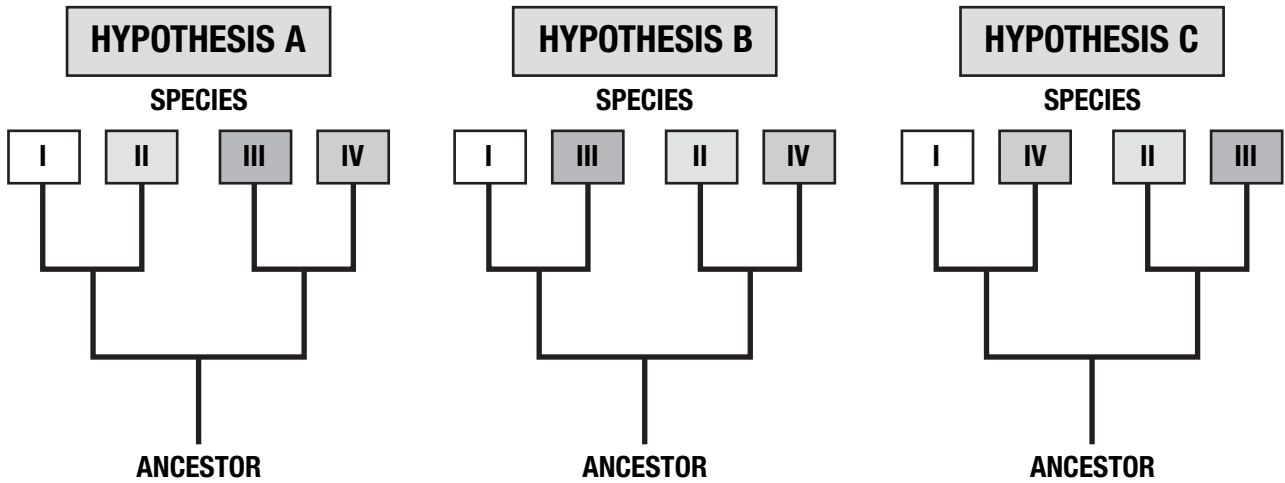 HYPOTHESIS A
SPECIES
I II III IV
ANCESTOR
HYPOTHESIS B
SPECIES
I III II IV
ANCESTOR
HYPOTHESIS C
SPECIES
I IV II III
ANCESTOR